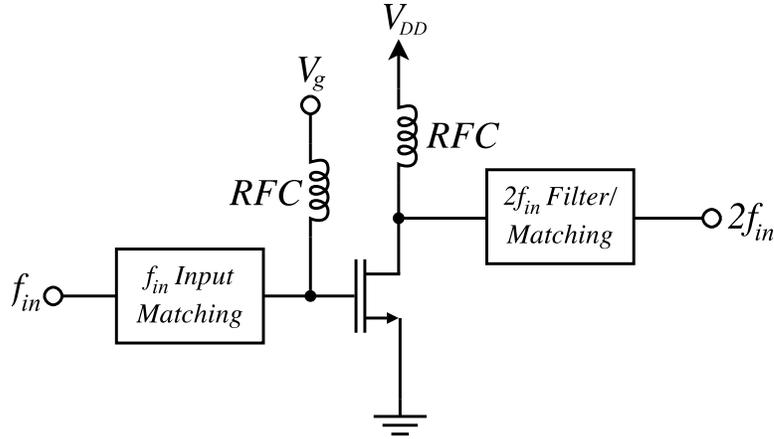 V_DD
V_g
RFC
RFC
2f_in Filter/
Matching
2f_in
f_in
f_in Input
Matching